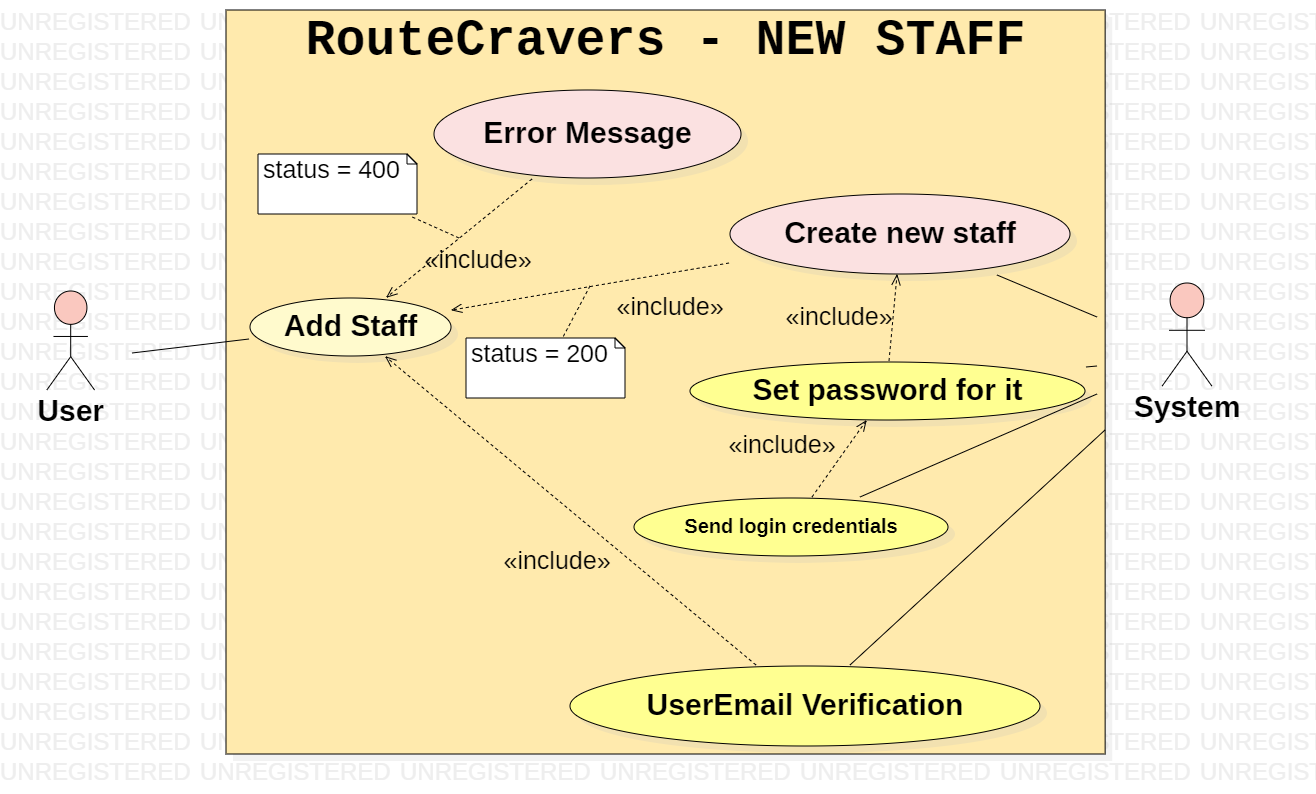 RouteCravers - NEW STAFF
Error Message
status = 400
Create new staff
«include»
«include»
«include»
Add Staff
status = 200
Set password for it
User
System
«include»
Send login credentials
«include»
UserEmail Verification
UNREGISTERED UNREGISTERED UNREGISTERED UNREGISTERED UNREGISTERED UNREGISTERED UNREGIS